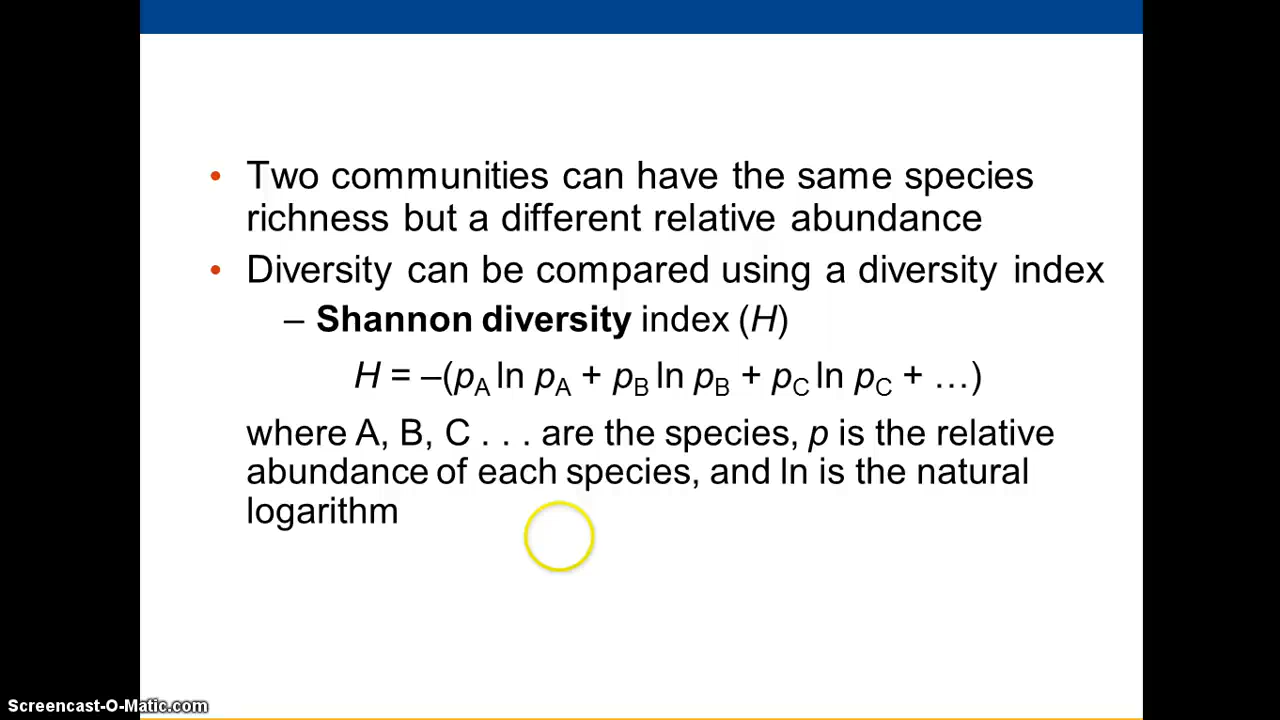 • Two communities can have the same species
richness but a different relative abundance
• Diversity can be compared using a diversity index
– Shannon diversity index (H)
H = –(pA ln pA + pB ln pB + pC ln pC + …)
where A, B, C . . . are the species, p is the relative
abundance of each species, and ln is the natural
logarithm
Screencast-O-Matic.com